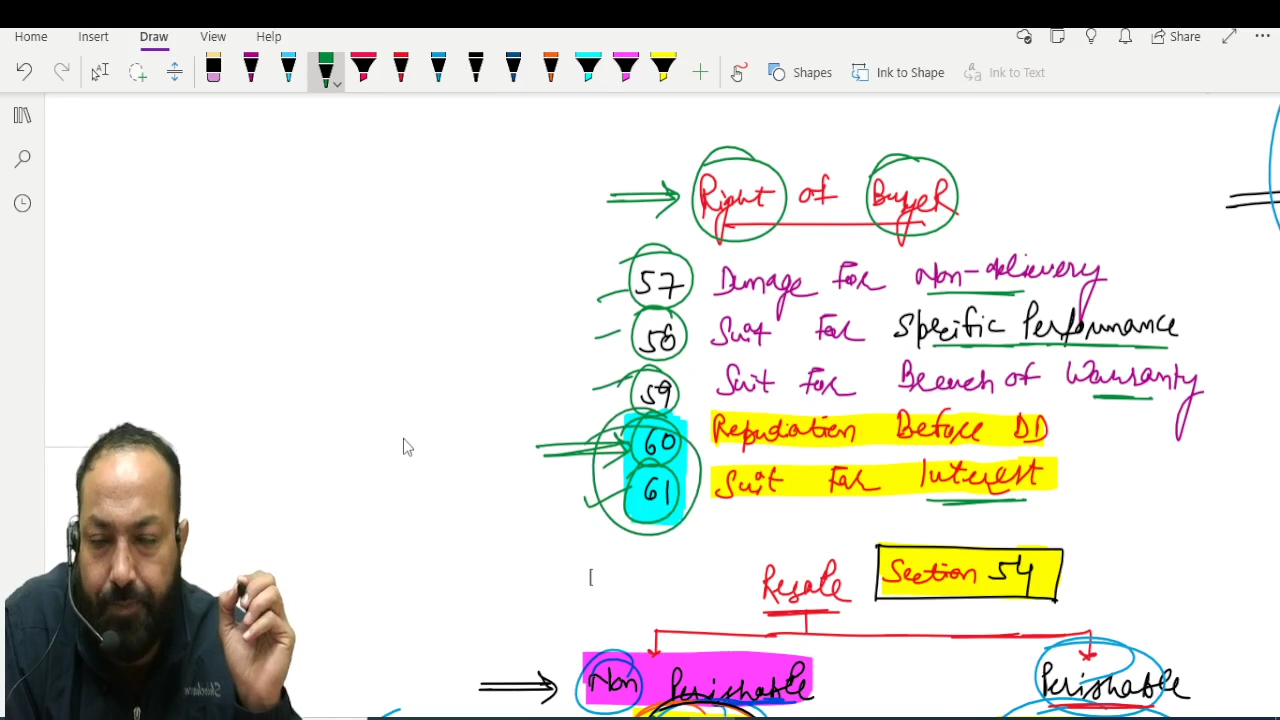 Home Insert Draw View Help Share
Shapes Ink to Shape Ink to Text
Right of Buyer
57 Damage For Non-delievery
58 Suit For Specific Performance
59 Suit For Breach of Warranty
60 Repudiation Before DD
61 Suit For Interest
[
Resale Section 54
Non Perishable Perishable